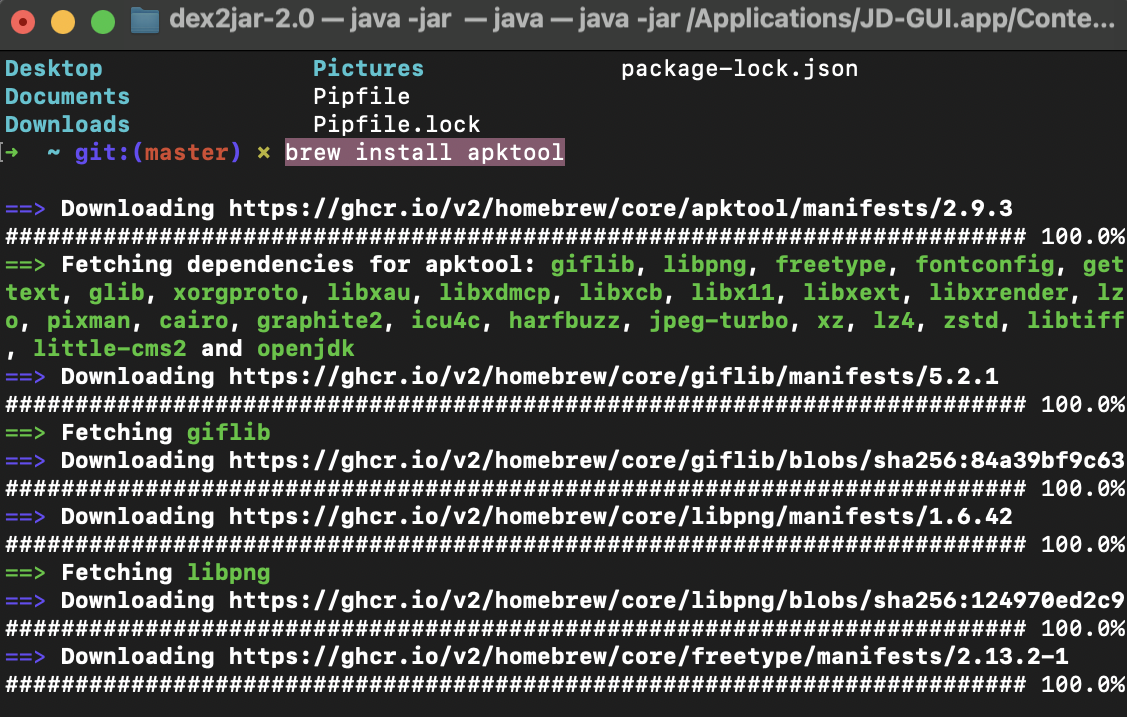 dex2jar-2.0 — java -jar — java — java -jar /Applications/JD-GUI.app/Conte...
Desktop Pictures package-lock.json
Documents Pipfile
Downloads Pipfile.lock
[➜ ~ git:(master) × brew install apktool
==> Downloading https://ghcr.io/v2/homebrew/core/apktool/manifests/2.9.3
######################################################################### 100.0%
==> Fetching dependencies for apktool: giflib, libpng, freetype, fontconfig, get
text, glib, xorgproto, libxau, libxdmcp, libxcb, libx11, libxext, libxrender, lz
o, pixman, cairo, graphite2, icu4c, harfbuzz, jpeg-turbo, xz, lz4, zstd, libtiff
, little-cms2 and openjdk
==> Downloading https://ghcr.io/v2/homebrew/core/giflib/manifests/5.2.1
######################################################################### 100.0%
==> Fetching giflib
==> Downloading https://ghcr.io/v2/homebrew/core/giflib/blobs/sha256:84a39bf9c63
######################################################################### 100.0%
==> Downloading https://ghcr.io/v2/homebrew/core/libpng/manifests/1.6.42
######################################################################### 100.0%
==> Fetching libpng
==> Downloading https://ghcr.io/v2/homebrew/core/libpng/blobs/sha256:124970ed2c9
######################################################################### 100.0%
==> Downloading https://ghcr.io/v2/homebrew/core/freetype/manifests/2.13.2-1
######################################################################### 100.0%